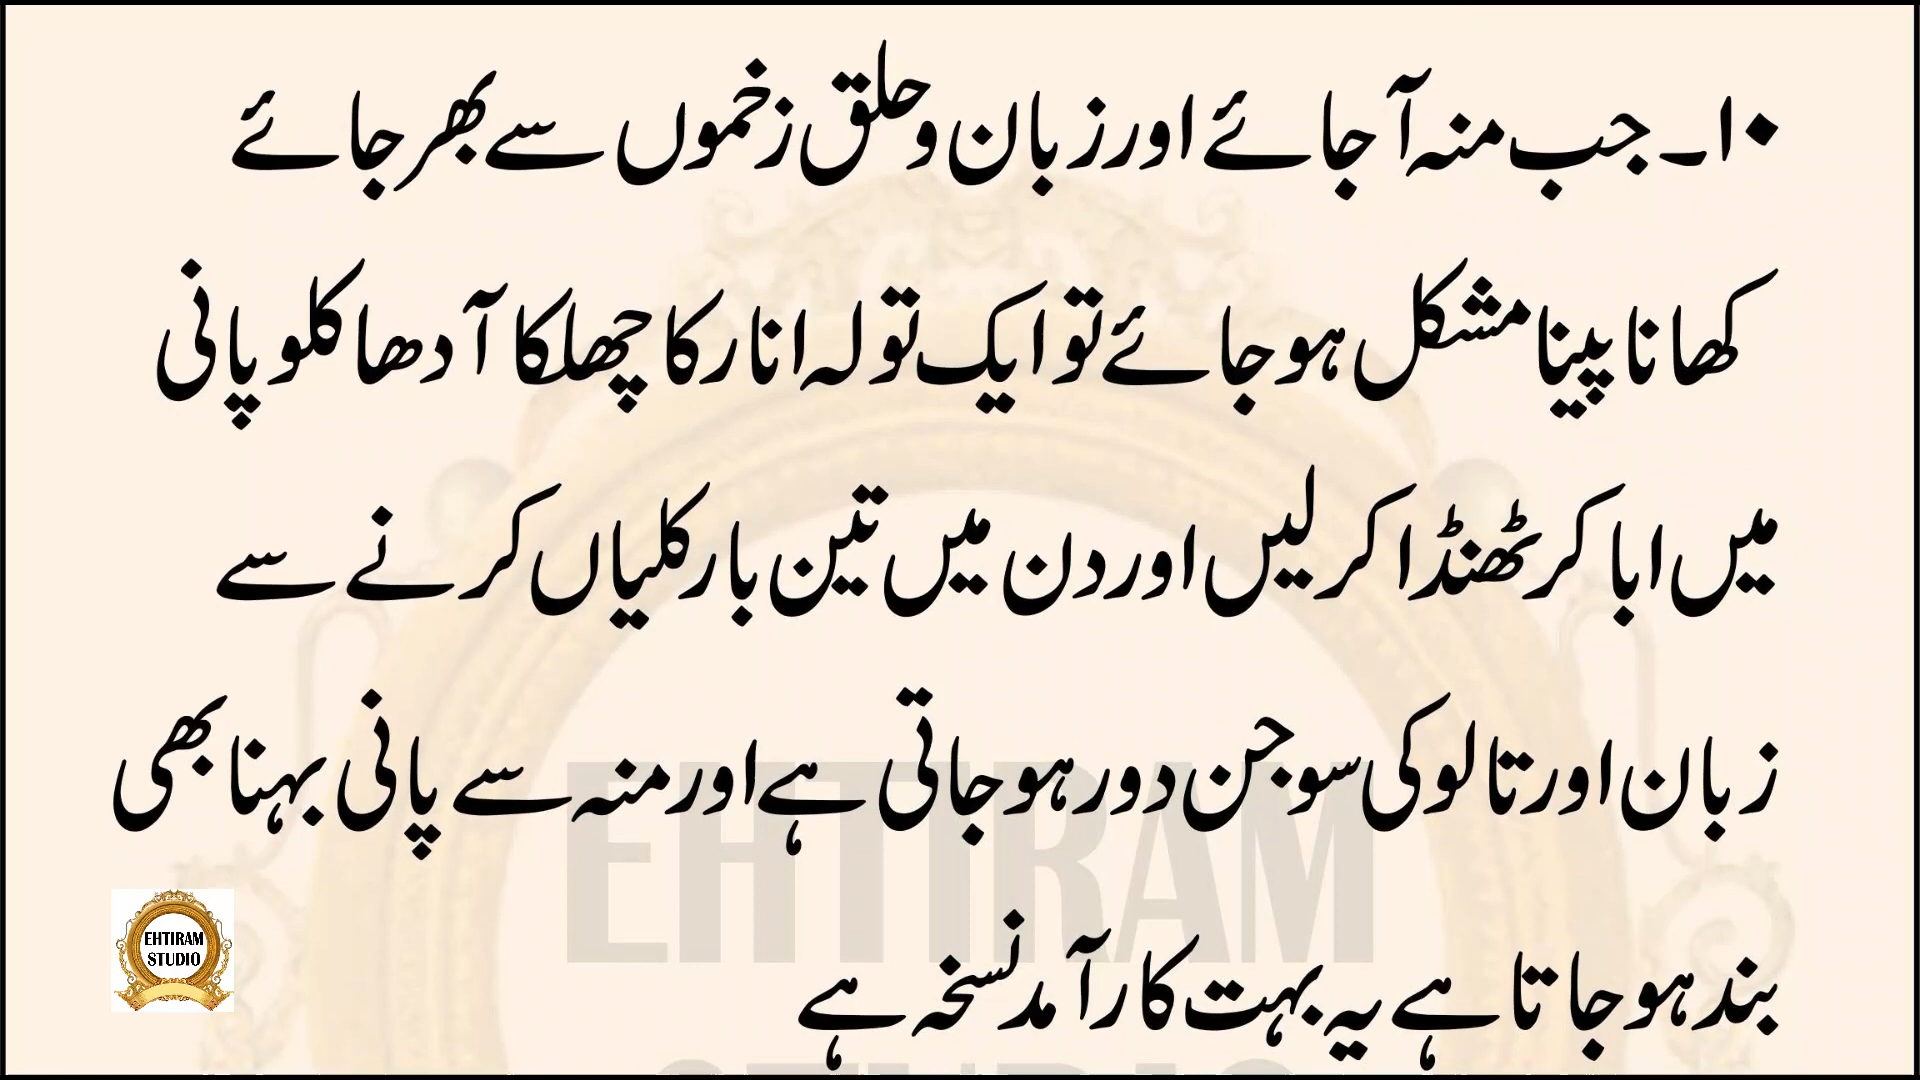 ۱۰۔ جب منہ آ جائے اور زبان و حلق زخموں سے بھر جائے
کھانا پینا مشکل ہو جائے تو ایک تولہ انار کا چھلکا آدھا کلو پانی
میں ابا کر ٹھنڈا کر لیں اور دن میں تین بار کلیاں کرنے سے
زبان اور تالو کی سوجن دور ہو جاتی ہے اور منہ سے پانی بہنا بھی
بند ہو جاتا ہے یہ بہت کارآمد نسخہ ہے
EHTIRAM
STUDIO
EHTIRAM
STUDIO